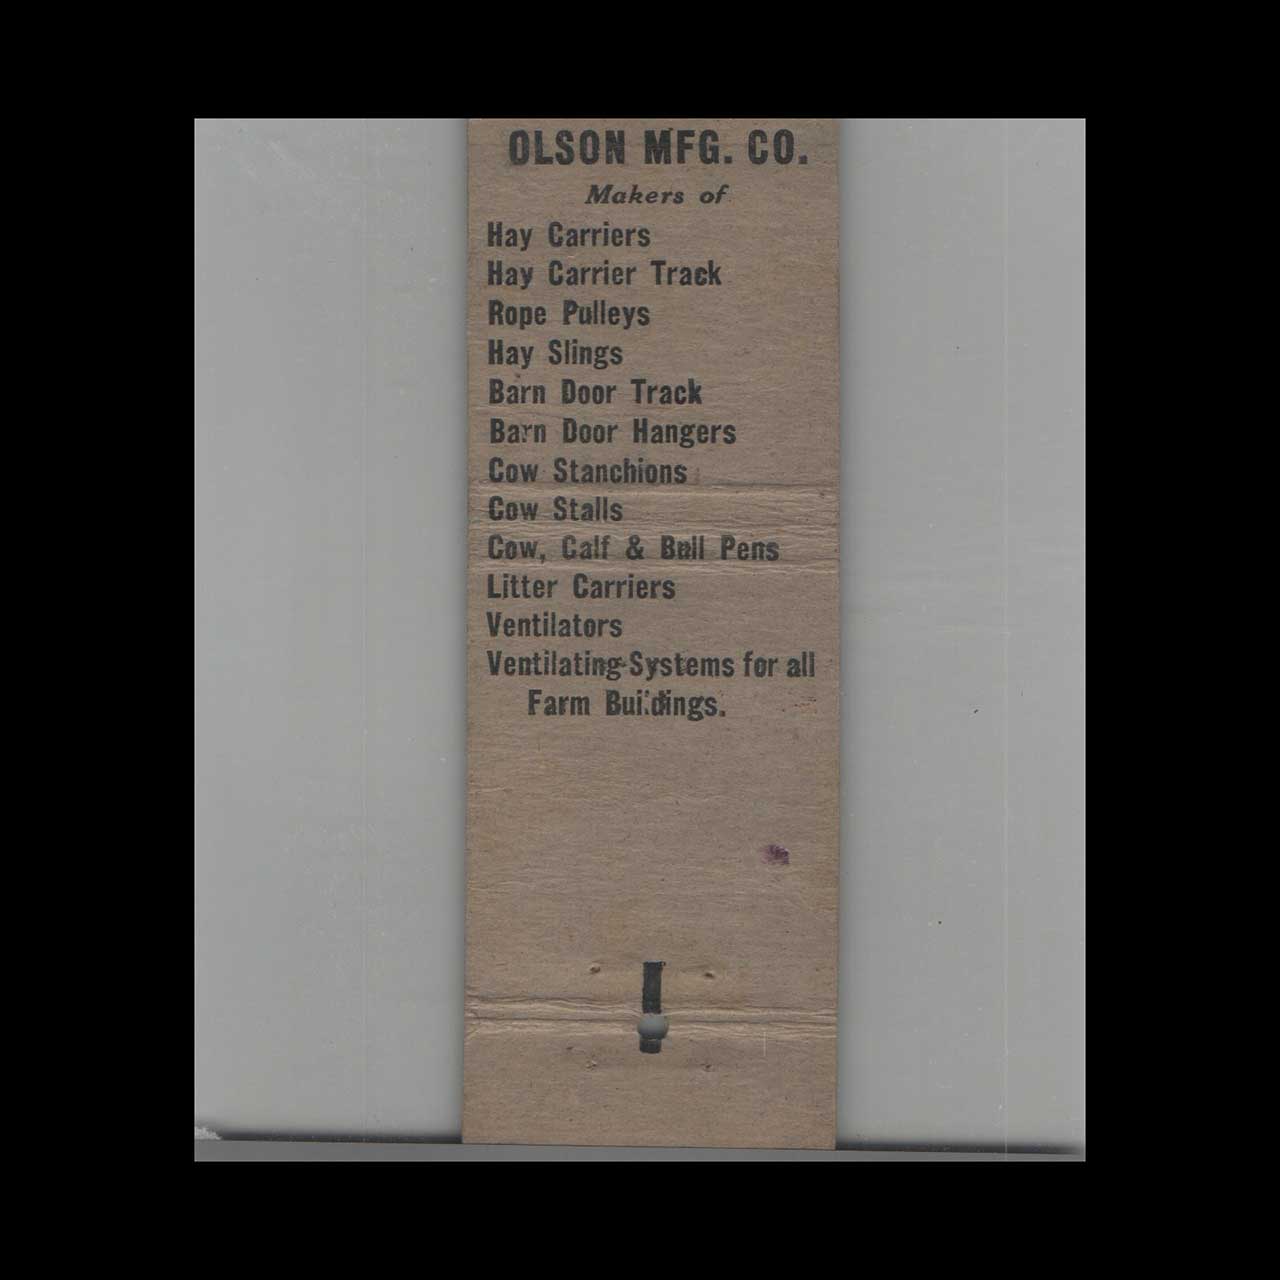 OLSON MFG. CO.
Makers of
Hay Carriers
Hay Carrier Track
Rope Pulleys
Hay Slings
Barn Door Track
Barn Door Hangers
Cow Stanchions
Cow Stalls
Cow, Calf & Bull Pens
Litter Carriers
Ventilators
Ventilating Systems for all
Farm Buildings.